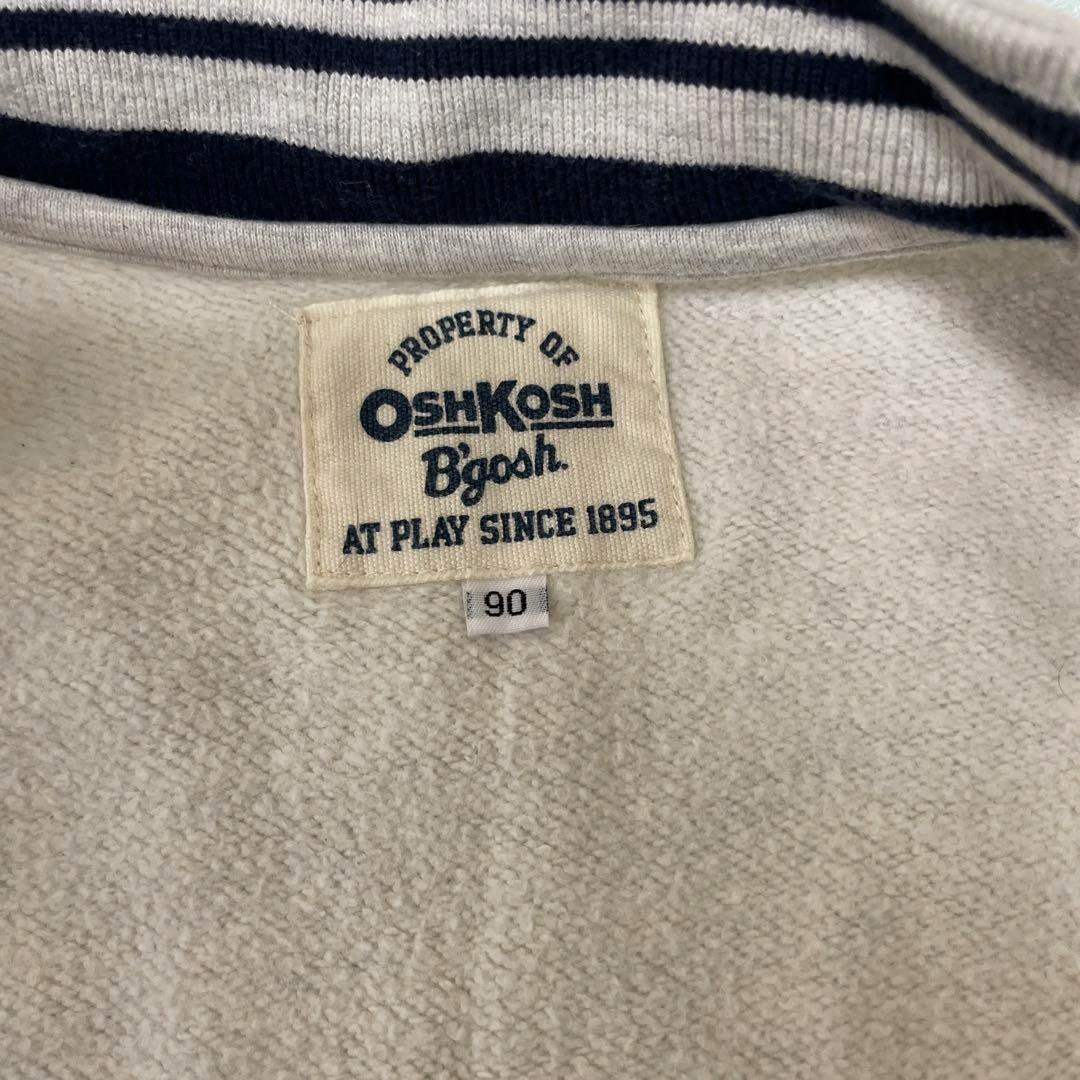 PROPERTY OF
OSHKOSH
B'gosh.
AT PLAY SINCE 1895
90